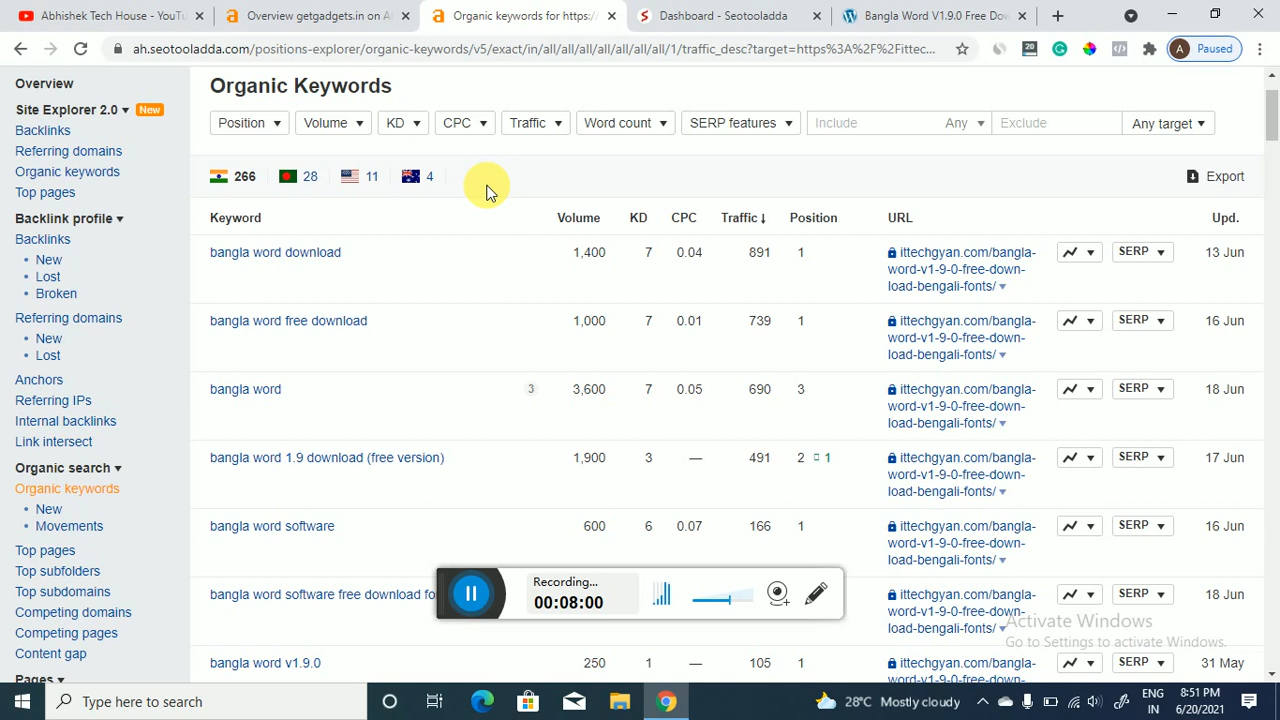 Abhishek Tech House - YouTu
Overview getgadgets.in on A
Organic keywords for https:/
Dashboard - Seotooladda
Bangla Word V1.9.0 Free Dow
ah.seotooladda.com/positions-explorer/organic-keywords/v5/exact/in/all/all/all/all/all/all/all/1/traffic_desc?target=https%3A%2F%2Fittec...
20
A Paused
Overview
Site Explorer 2.0 New
Backlinks
Referring domains
Organic keywords
Top pages
Backlink profile
Backlinks
New
Lost
Broken
Referring domains
New
Lost
Anchors
Referring IPs
Internal backlinks
Link intersect
Organic search
Organic keywords
New
Movements
Top pages
Top subfolders
Top subdomains
Competing domains
Competing pages
Content gap
Pages
Organic Keywords
Position Volume KD CPC Traffic Word count SERP features Include Any Exclude Any target
266 28 11 4 Export
Keyword Volume KD CPC Traffic↓ Position URL Upd.
bangla word download 1,400 7 0.04 891 1 ittechgyan.com/bangla- SERP 13 Jun
word-v1-9-0-free-down-
load-bengali-fonts/
bangla word free download 1,000 7 0.01 739 1 ittechgyan.com/bangla- SERP 16 Jun
word-v1-9-0-free-down-
load-bengali-fonts/
bangla word 3 3,600 7 0.05 690 3 ittechgyan.com/bangla- SERP 18 Jun
word-v1-9-0-free-down-
load-bengali-fonts/
bangla word 1.9 download (free version) 1,900 3 — 491 2 1 ittechgyan.com/bangla- SERP 17 Jun
word-v1-9-0-free-down-
load-bengali-fonts/
bangla word software 600 6 0.07 166 1 ittechgyan.com/bangla- SERP 16 Jun
word-v1-9-0-free-down-
load-bengali-fonts/
bangla word software free download fo ittechgyan.com/bangla- SERP 18 Jun
word-v1-9-0-free-down-
load-bengali-fonts/
bangla word v1.9.0 250 1 — 105 1 ittechgyan.com/bangla- SERP 31 May
Recording...
00:08:00
Activate Windows
Go to Settings to activate Windows.
Type here to search
28°C Mostly cloudy
ENG
IN
8:51 PM
6/20/2021